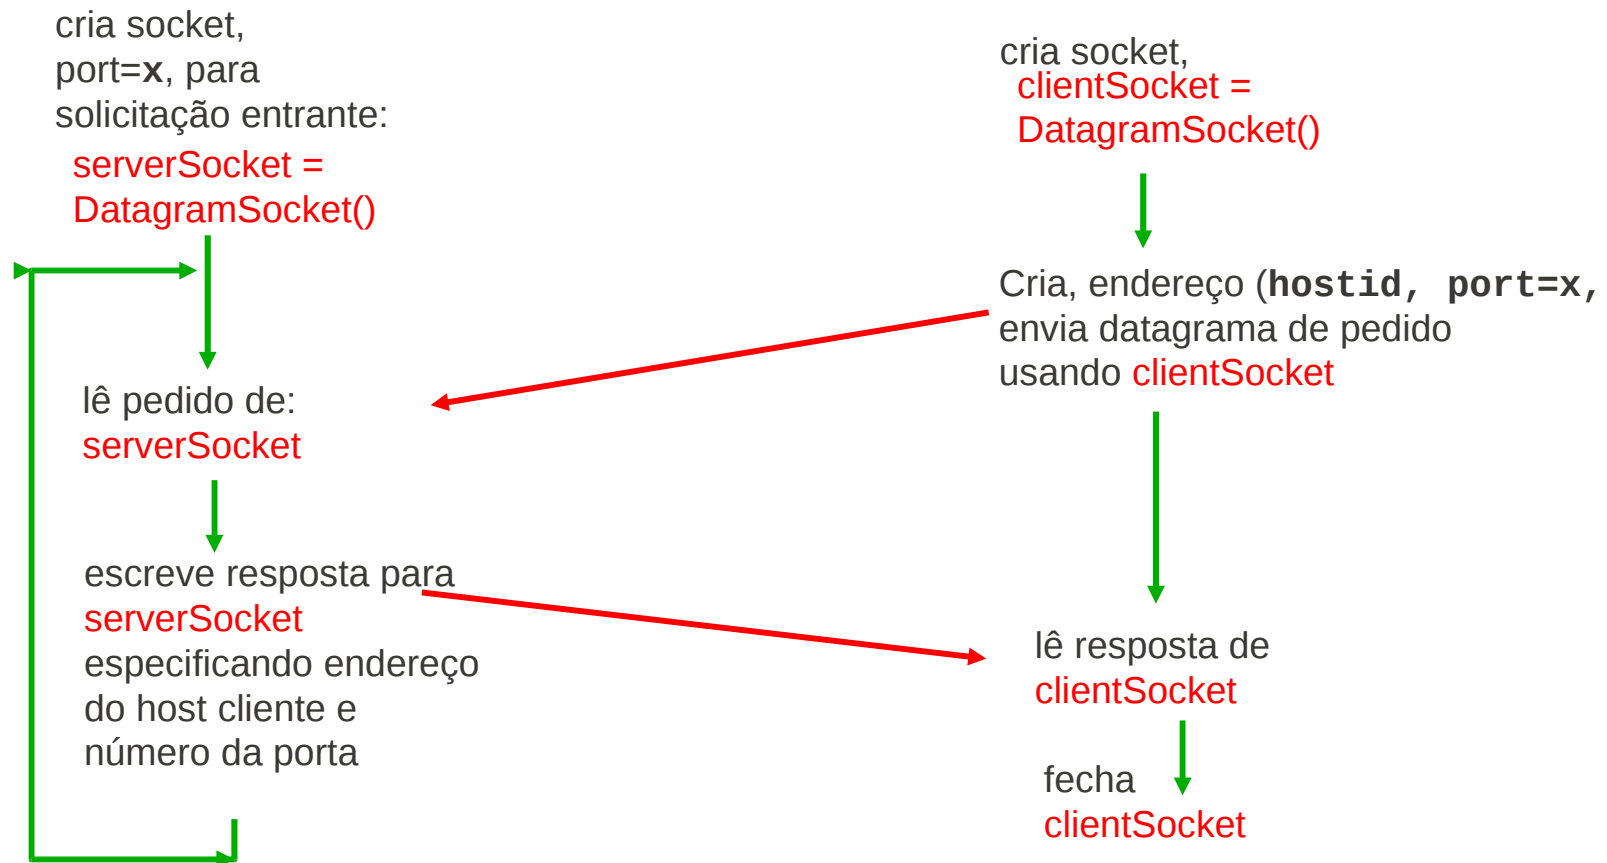 cria socket,
port=x, para
solicitação entrante:
serverSocket =
DatagramSocket()
lê pedido de:
serverSocket
escreve resposta para
serverSocket
especificando endereço
do host cliente e
número da porta
cria socket,
clientSocket =
DatagramSocket()
Cria, endereço (hostid, port=x,
envia datagrama de pedido
usando clientSocket
lê resposta de
clientSocket
fecha
clientSocket